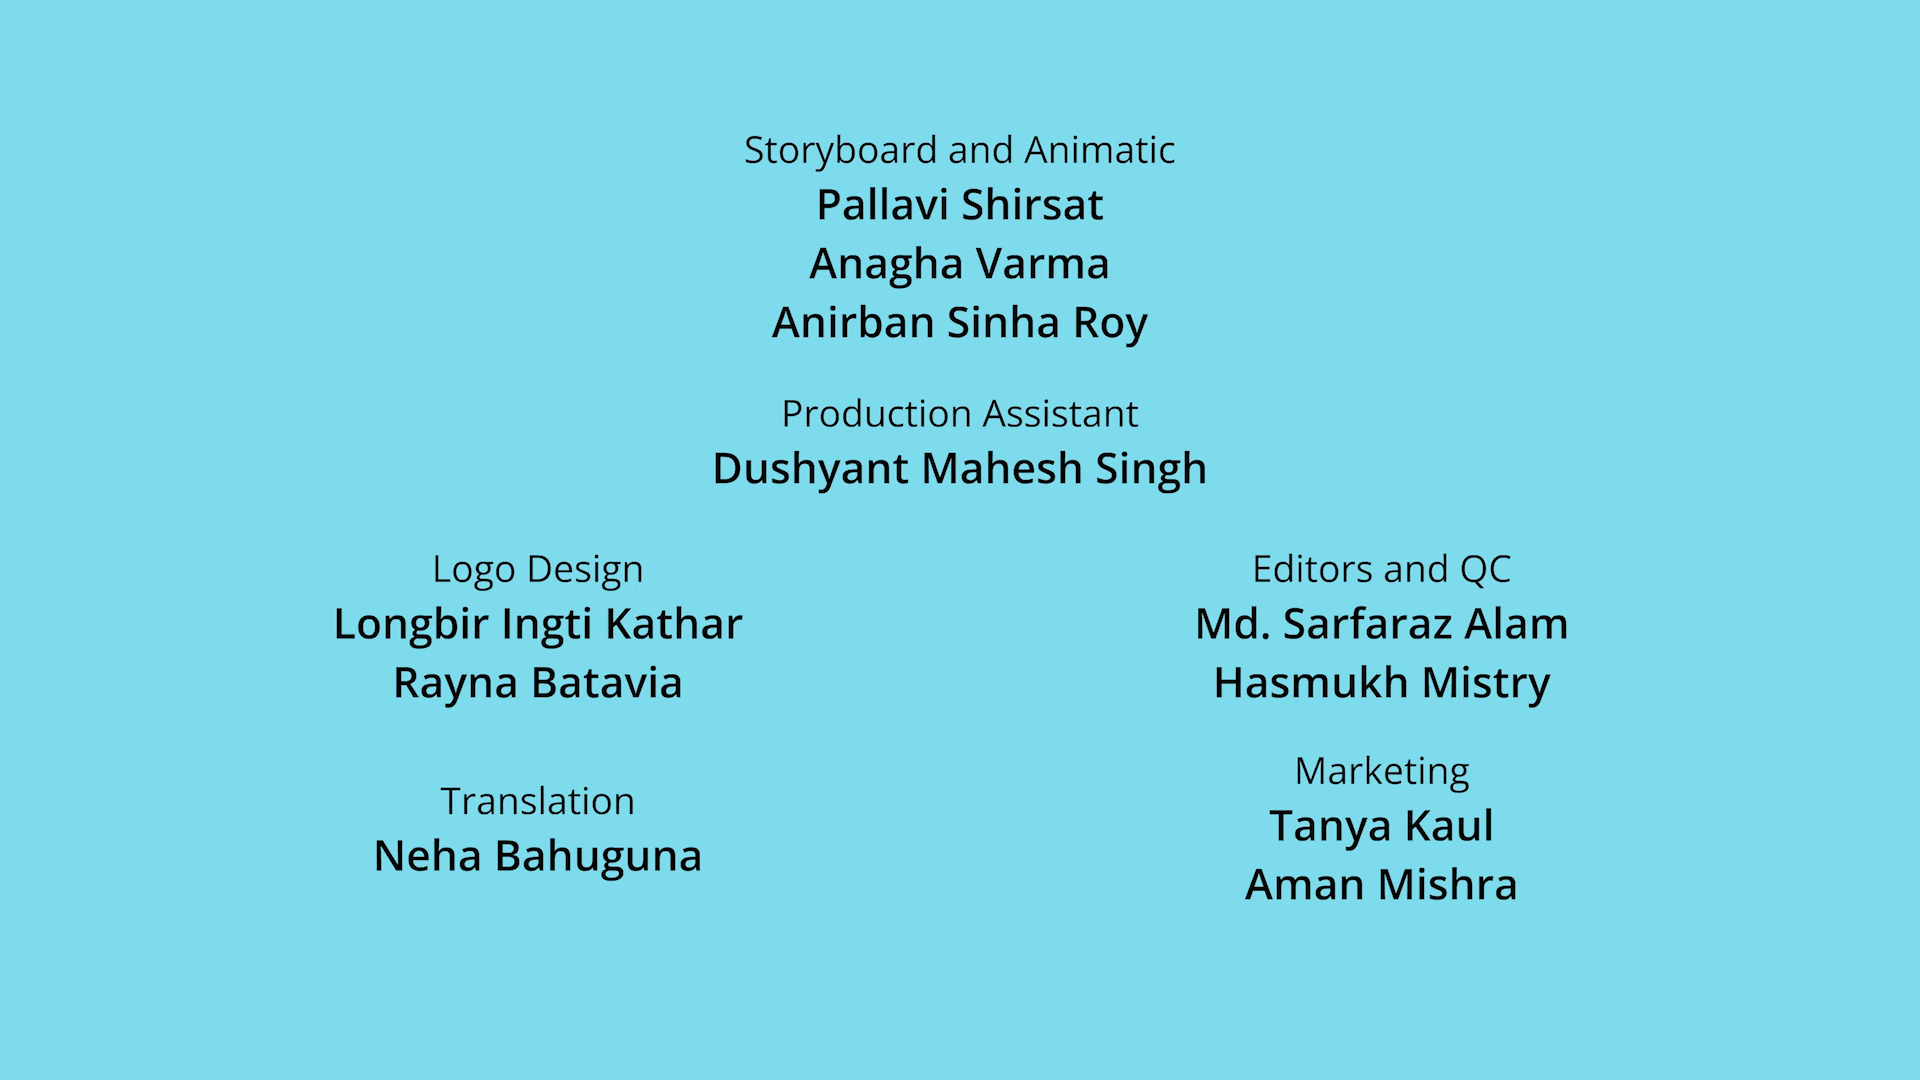 Storyboard and Animatic
Pallavi Shirsat
Anagha Varma
Anirban Sinha Roy
Production Assistant
Dushyant Mahesh Singh
Logo Design
Longbir Ingti Kathar
Rayna Batavia
Translation
Neha Bahuguna
Editors and QC
Md. Sarfaraz Alam
Hasmukh Mistry
Marketing
Tanya Kaul
Aman Mishra